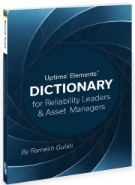 Uptime® Elements™
DICTIONARY
for Reliability Leaders
& Asset Managers
By Ramesh Gulati